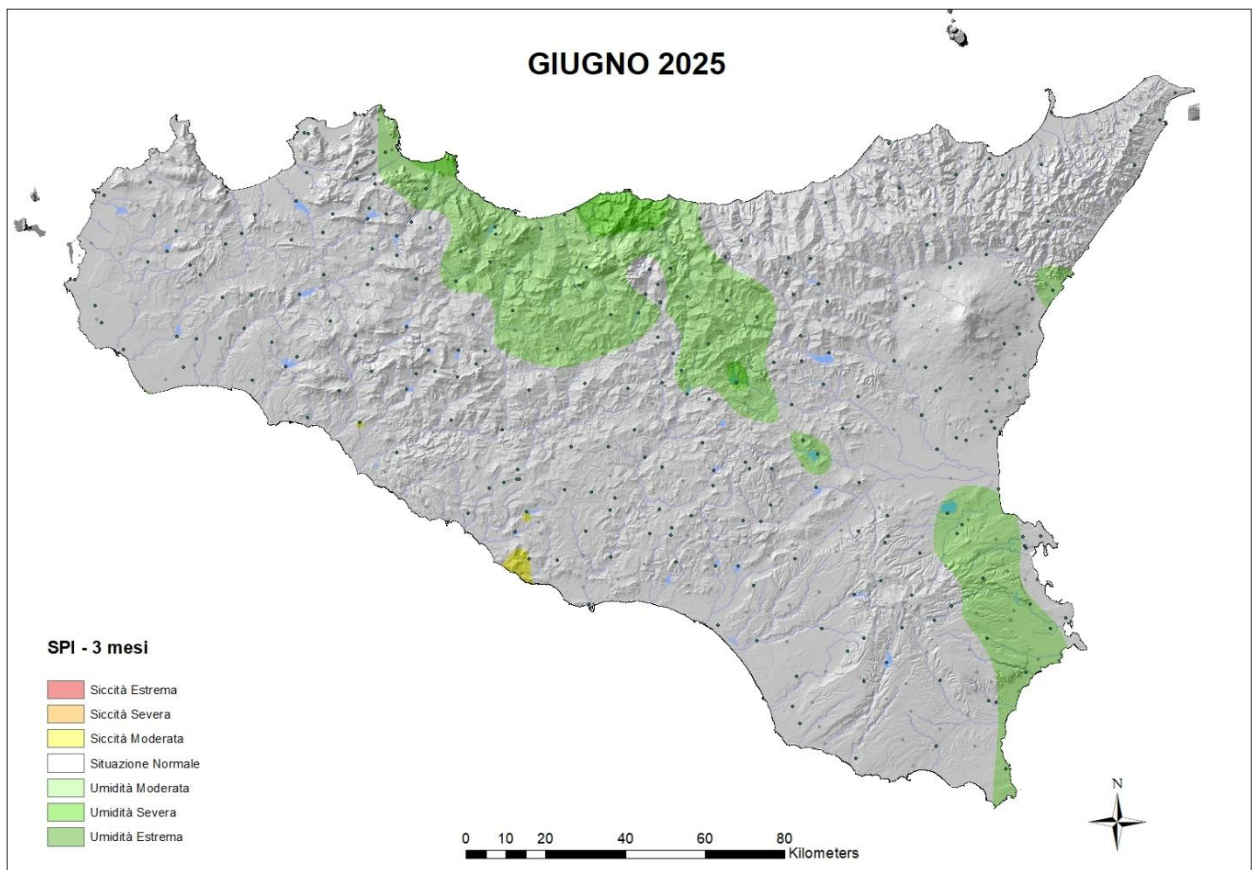 GIUGNO 2025
SPI - 3 mesi
Siccità Estrema
Siccità Severa
Siccità Moderata
Situazione Normale
Umidità Moderata
Umidità Severa
Umidità Estrema
N
0 10 20 40 60 80
Kilometers